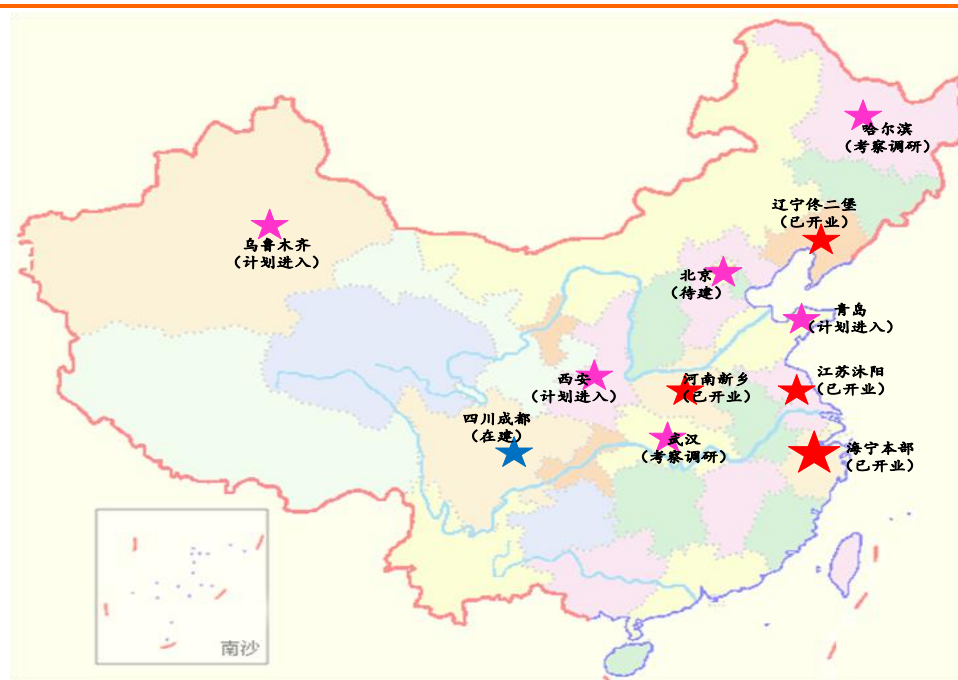 哈尔滨
（考察调研）
辽宁佟二堡
（已开业）
乌鲁木齐
（计划进入）
北京
（待建）
青岛
（计划进入）
西安
（计划进入）
河南新乡
（已开业）
江苏沭阳
（已开业）
四川成都
（在建）
武汉
（考察调研）
海宁本部
（已开业）
南沙